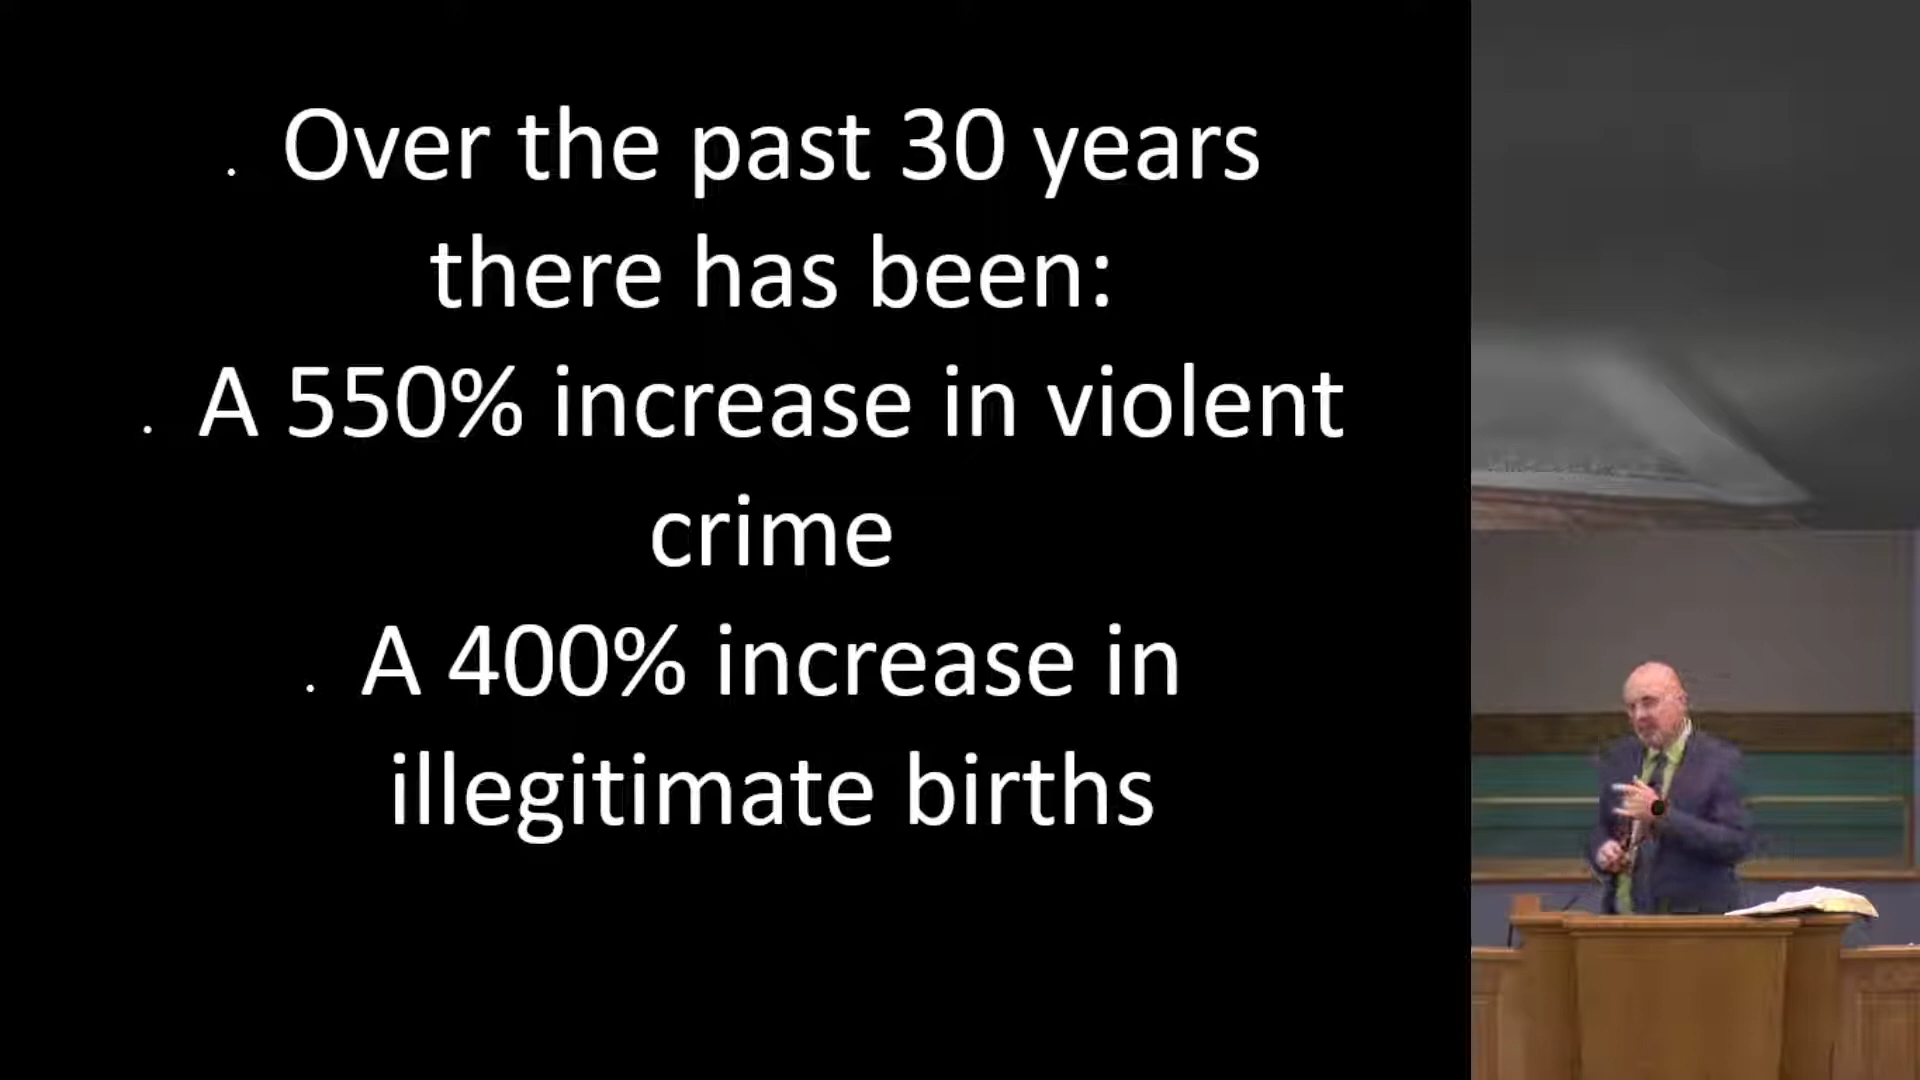 . Over the past 30 years
there has been:
. A 550% increase in violent
crime
. A 400% increase in
illegitimate births